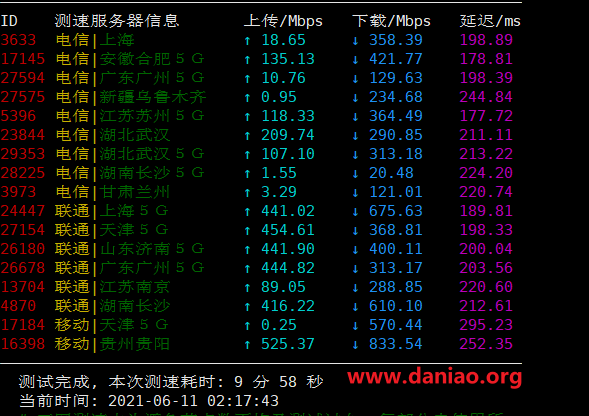 ID 测速服务器信息 上传/Mbps 下载/Mbps 延迟/ms
3633 电信|上海 ↑ 18.65 ↓ 358.39 198.89
17145 电信|安徽合肥５Ｇ ↑ 135.13 ↓ 421.77 178.81
27594 电信|广东广州５Ｇ ↑ 10.76 ↓ 129.63 198.39
27575 电信|新疆乌鲁木齐 ↑ 0.95 ↓ 234.68 244.84
5396 电信|江苏苏州５Ｇ ↑ 118.33 ↓ 364.49 177.72
23844 电信|湖北武汉 ↑ 209.74 ↓ 290.85 211.11
29353 电信|湖北武汉５Ｇ ↑ 107.10 ↓ 313.18 213.22
28225 电信|湖南长沙５Ｇ ↑ 1.55 ↓ 20.48 224.20
3973 电信|甘肃兰州 ↑ 3.29 ↓ 121.01 220.74
24447 联通|上海５Ｇ ↑ 441.02 ↓ 675.63 189.81
27154 联通|天津５Ｇ ↑ 454.61 ↓ 368.81 198.33
26180 联通|山东济南５Ｇ ↑ 441.90 ↓ 400.11 200.04
26678 联通|广东广州５Ｇ ↑ 444.82 ↓ 313.17 203.56
13704 联通|江苏南京 ↑ 89.05 ↓ 288.85 220.60
4870 联通|湖南长沙 ↑ 416.22 ↓ 610.10 212.61
17184 移动|天津５Ｇ ↑ 0.25 ↓ 570.44 295.23
16398 移动|贵州贵阳 ↑ 525.37 ↓ 833.54 252.35
测试完成, 本次测速耗时: 9 分 58 秒
www.daniao.org
当前时间: 2021-06-11 02:17:43